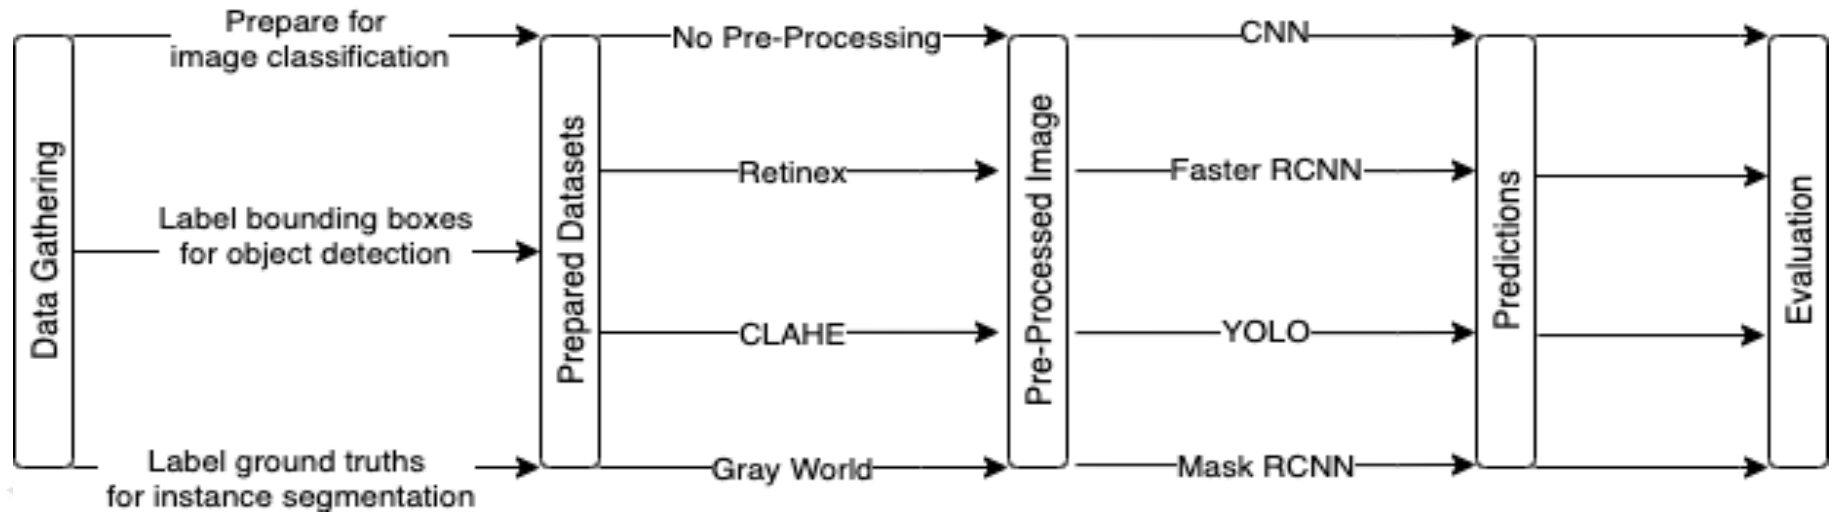 Data Gathering
Prepare for
image classification
Label bounding boxes
for object detection
Label ground truths
for instance segmentation
Prepared Datasets
No Pre-Processing
Retinex
CLAHE
Gray World
Pre-Processed Image
CNN
Faster RCNN
YOLO
Mask RCNN
Predictions
Evaluation